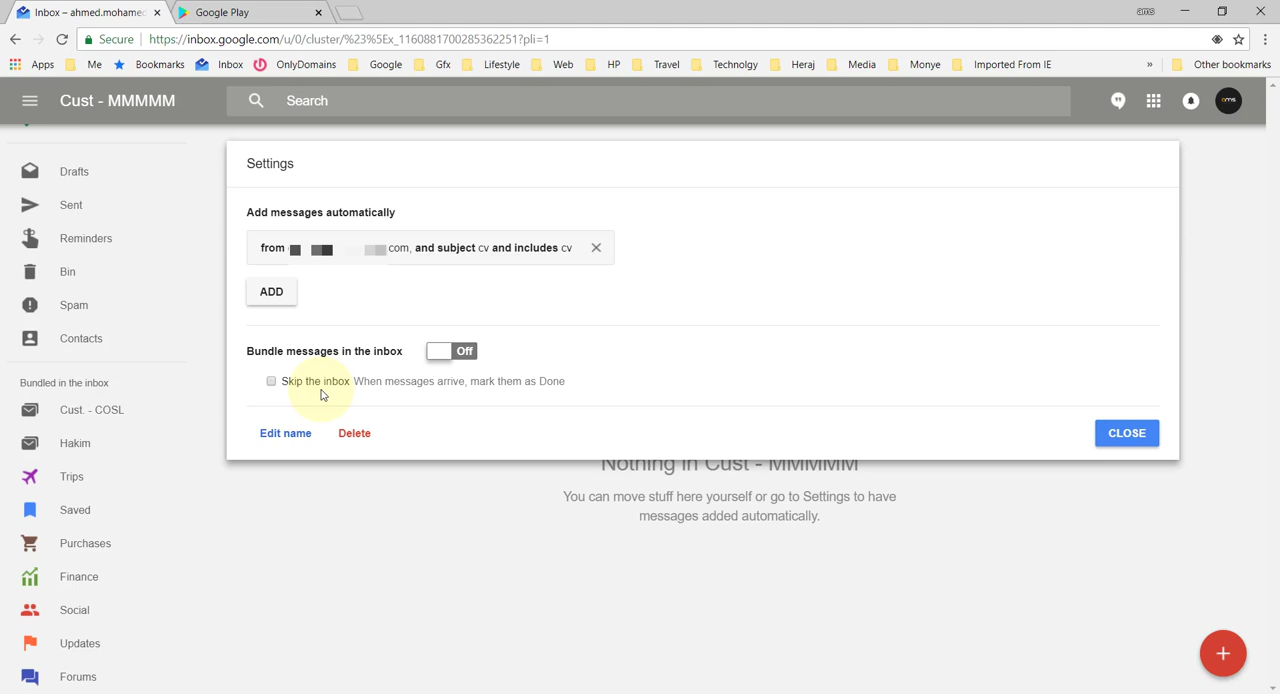 Inbox – ahmed.mohamed
Google Play
ams
Secure
https://inbox.google.com/u/0/cluster/%23%5Ex_1160881700285362251?pli=1
Apps Me Bookmarks Inbox OnlyDomains Google Gfx Lifestyle Web HP Travel Technolgy Heraj Media Monye Imported From IE » Other bookmarks
Cust - MMMMM
Search
Settings
Drafts
Sent
Reminders
Bin
Spam
Contacts
Bundled in the inbox
Cust. - COSL
Hakim
Trips
Saved
Purchases
Finance
Social
Updates
Forums
Add messages automatically
from com, and subject cv and includes cv
ADD
Bundle messages in the inbox Off
Skip the inbox When messages arrive, mark them as Done
Edit name Delete CLOSE
Nothing in Cust - MMMMM
You can move stuff here yourself or go to Settings to have
messages added automatically.